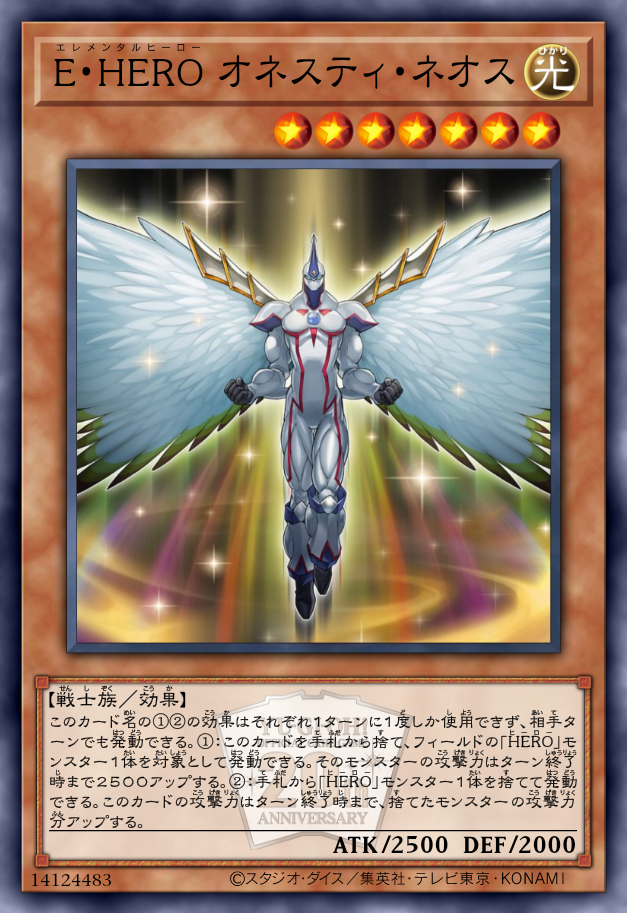 エレメンタルヒーロー
E・HERO オネスティ・ネオス
ひかり
光
【戦士族／効果】
このカード名の①②の効果はそれぞれ1ターンに1度しか使用できず、相手タ
ーンでも発動できる。①：このカードを手札から捨て、フィールドの「HERO」モ
ンスター1体を対象として発動できる。そのモンスターの攻撃力はターン終了
時まで2500アップする。②：手札から「HERO」モンスター1体を捨てて発動
できる。このカードの攻撃力はターン終了時まで、捨てたモンスターの攻撃力
分アップする。
ANNIVERSARY
ATK/2500 DEF/2000
14124483 ©スタジオ・ダイス／集英社・テレビ東京・KONAMI